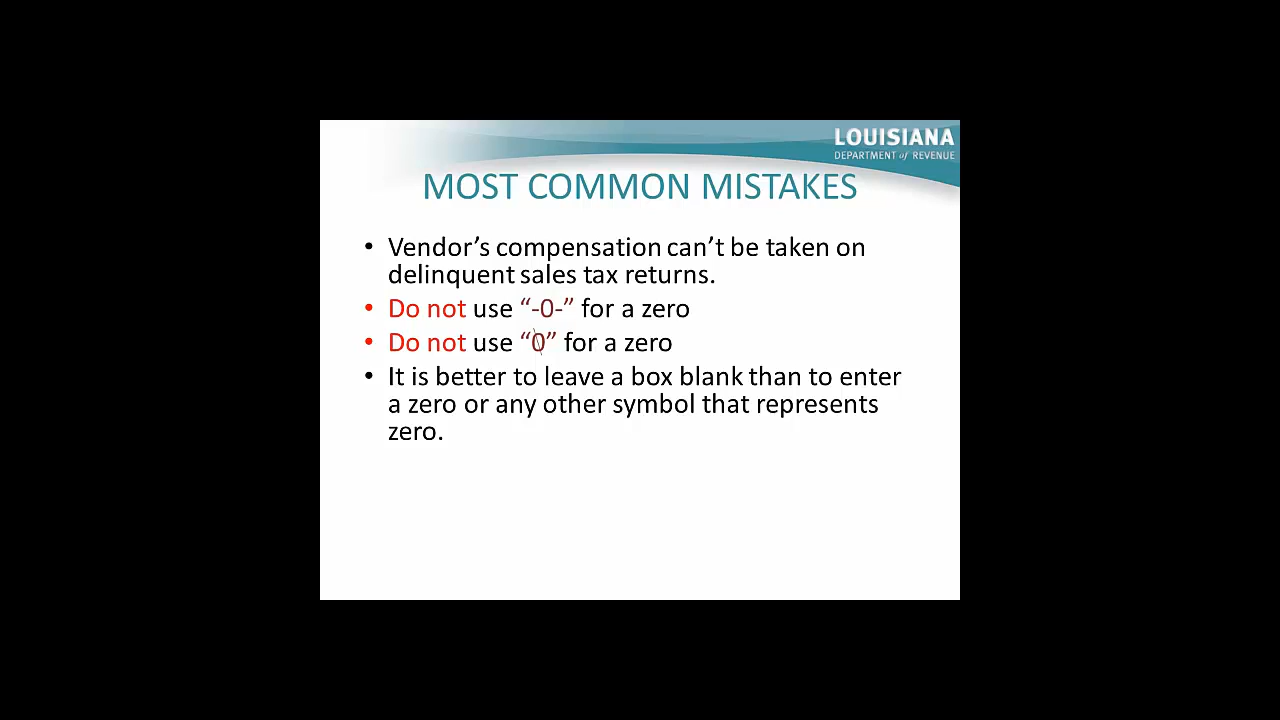 LOUISIANA
DEPARTMENT of REVENUE
MOST COMMON MISTAKES
• Vendor’s compensation can’t be taken on
delinquent sales tax returns.
• Do not use “-0-” for a zero
• Do not use “0” for a zero
• It is better to leave a box blank than to enter
a zero or any other symbol that represents
zero.